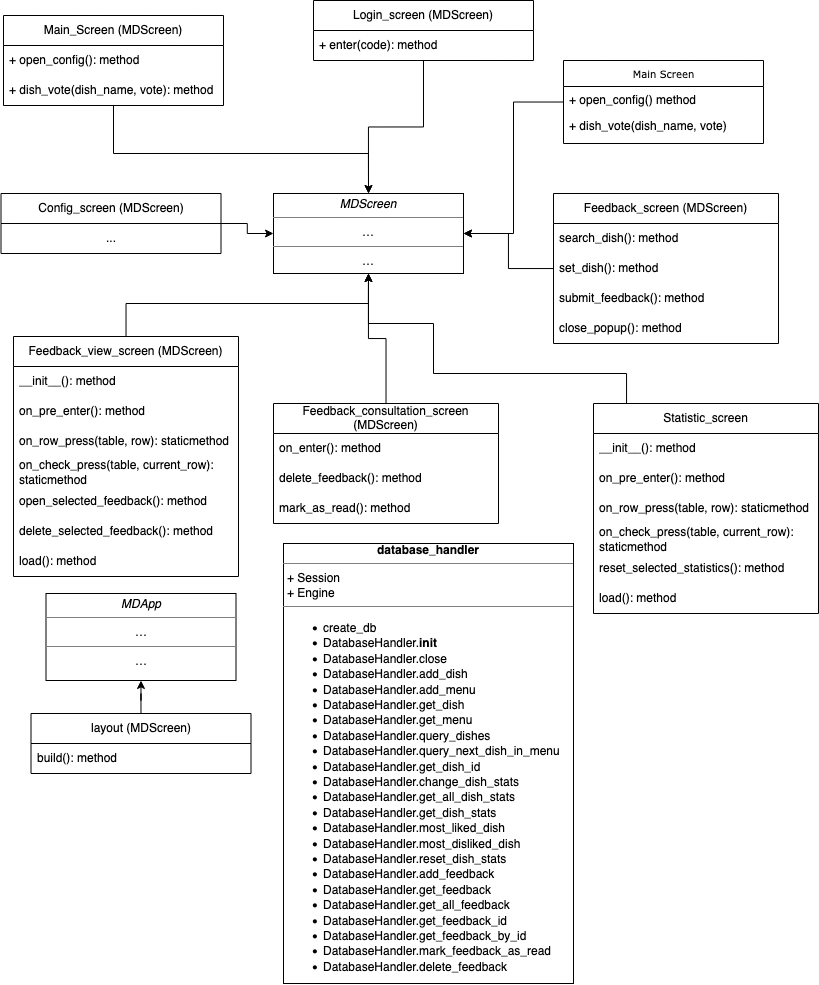 Main_Screen (MDScreen)
+ open_config(): method
+ dish_vote(dish_name, vote): method
Login_screen (MDScreen)
+ enter(code): method
Main Screen
+ open_config() method
+ dish_vote(dish_name, vote)
Config_screen (MDScreen)
...
MDScreen
...
...
Feedback_screen (MDScreen)
search_dish(): method
set_dish(): method
submit_feedback(): method
close_popup(): method
Feedback_view_screen (MDScreen)
__init__(): method
on_pre_enter(): method
on_row_press(table, row): staticmethod
on_check_press(table, current_row):
staticmethod
open_selected_feedback(): method
delete_selected_feedback(): method
load(): method
Feedback_consultation_screen
(MDScreen)
on_enter(): method
delete_feedback(): method
mark_as_read(): method
Statistic_screen
__init__(): method
on_pre_enter(): method
on_row_press(table, row): staticmethod
on_check_press(table, current_row):
staticmethod
reset_selected_statistics(): method
load(): method
MDApp
...
...
layout (MDScreen)
build(): method
database_handler
+ Session
+ Engine
• create_db
• DatabaseHandler.init
• DatabaseHandler.close
• DatabaseHandler.add_dish
• DatabaseHandler.add_menu
• DatabaseHandler.get_dish
• DatabaseHandler.get_menu
• DatabaseHandler.query_dishes
• DatabaseHandler.query_next_dish_in_menu
• DatabaseHandler.get_dish_id
• DatabaseHandler.change_dish_stats
• DatabaseHandler.get_all_dish_stats
• DatabaseHandler.get_dish_stats
• DatabaseHandler.most_liked_dish
• DatabaseHandler.most_disliked_dish
• DatabaseHandler.reset_dish_stats
• DatabaseHandler.add_feedback
• DatabaseHandler.get_feedback
• DatabaseHandler.get_all_feedback
• DatabaseHandler.get_feedback_id
• DatabaseHandler.get_feedback_by_id
• DatabaseHandler.mark_feedback_as_read
• DatabaseHandler.delete_feedback